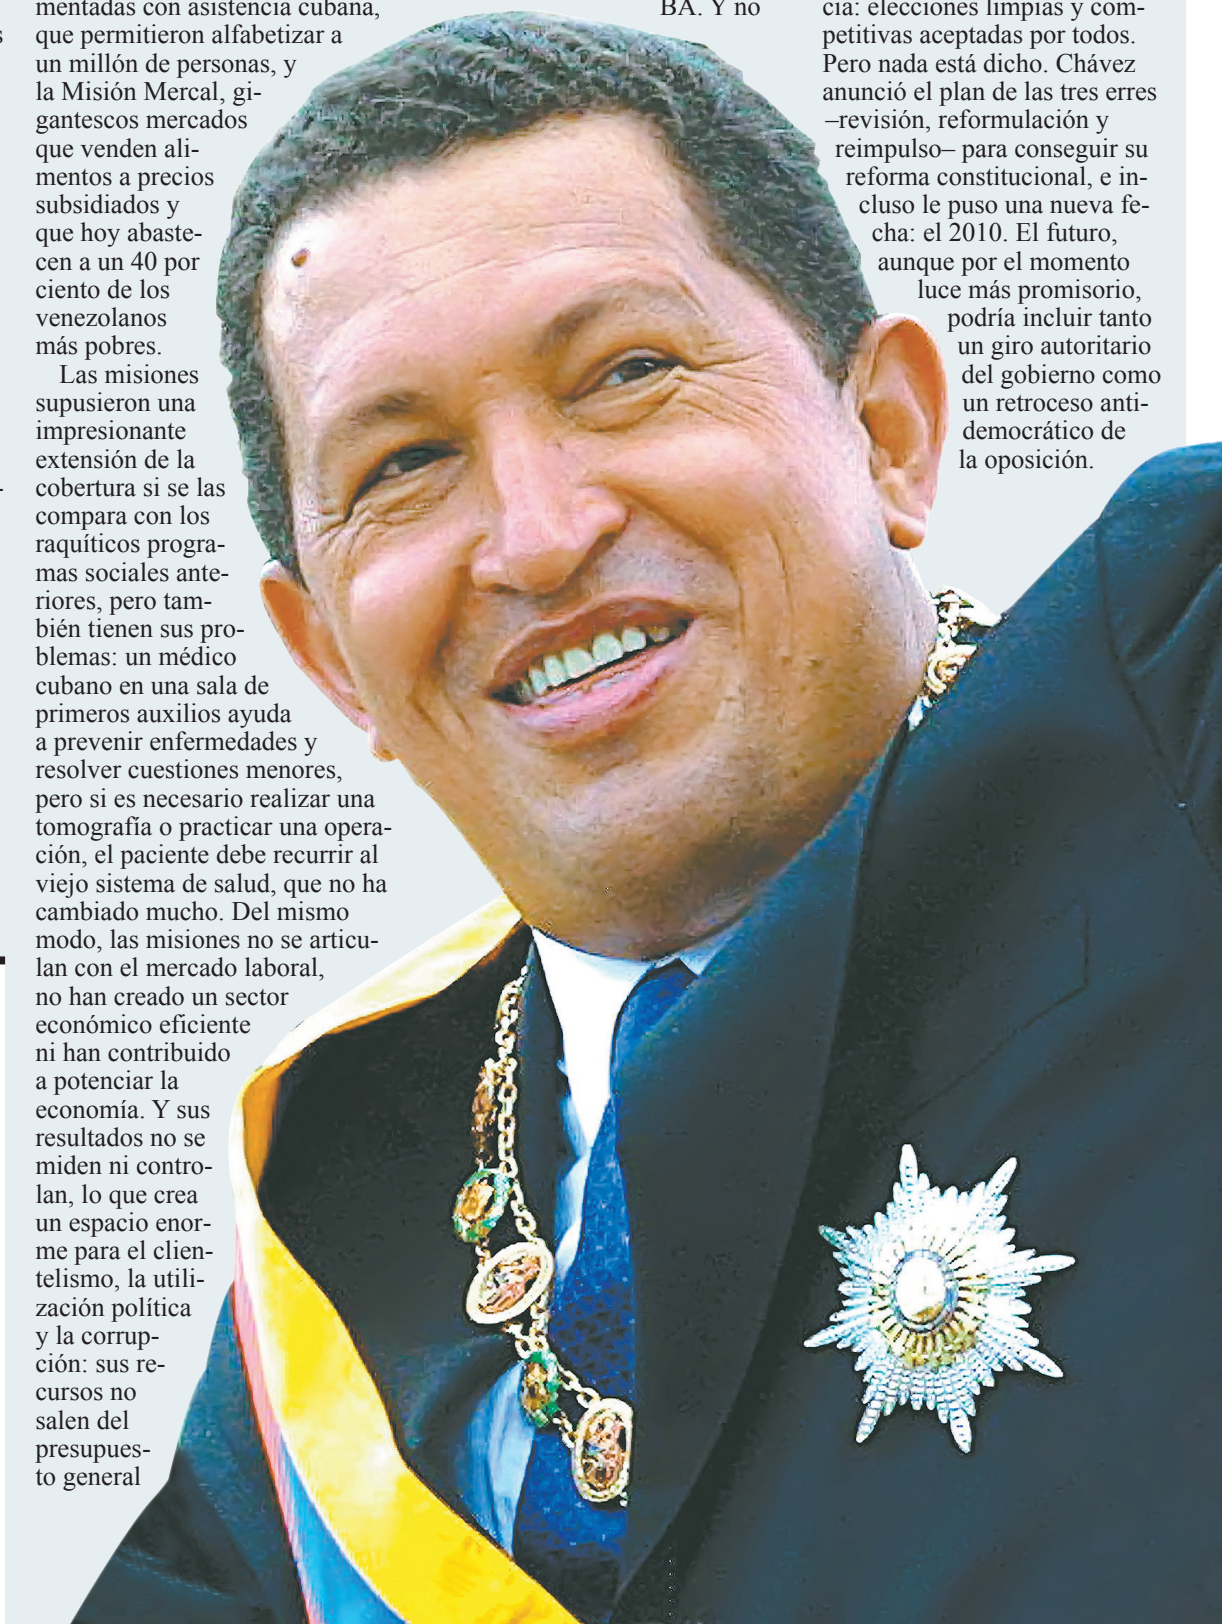 mentadas con asistencia cubana,
que permitieron alfabetizar a
un millón de personas, y
la Misión Mercal, gi-
gantescos mercados
que venden ali-
mentos a precios
subsidiados y
que hoy abaste-
cen a un 40 por
ciento de los
venezolanos
más pobres.
Las misiones
supusieron una
impresionante
extensión de la
cobertura si se las
compara con los
raquíticos progra-
mas sociales ante-
riores, pero tam-
bién tienen sus pro-
blemas: un médico
cubano en una sala de
primeros auxilios ayuda
a prevenir enfermedades y
resolver cuestiones menores,
pero si es necesario realizar una
tomografía o practicar una opera-
ción, el paciente debe recurrir al
viejo sistema de salud, que no ha
cambiado mucho. Del mismo
modo, las misiones no se articu-
lan con el mercado laboral,
no han creado un sector
económico eficiente
ni han contribuido
a potenciar la
economía. Y sus
resultados no se
miden ni contro-
lan, lo que crea
un espacio enor-
me para el clien-
telismo, la utili-
zación política
y la corrup-
ción: sus re-
cursos no
salen del
presupues-
to general
BA. Y no
cia: elecciones limpias y com-
petitivas aceptadas por todos.
Pero nada está dicho. Chávez
anunció el plan de las tres erres
–revisión, reformulación y
reimpulso– para conseguir su
reforma constitucional, e in-
cluso le puso una nueva fe-
cha: el 2010. El futuro,
aunque por el momento
luce más promisorio,
podría incluir tanto
un giro autoritario
del gobierno como
un retroceso anti-
democrático de
la oposición.